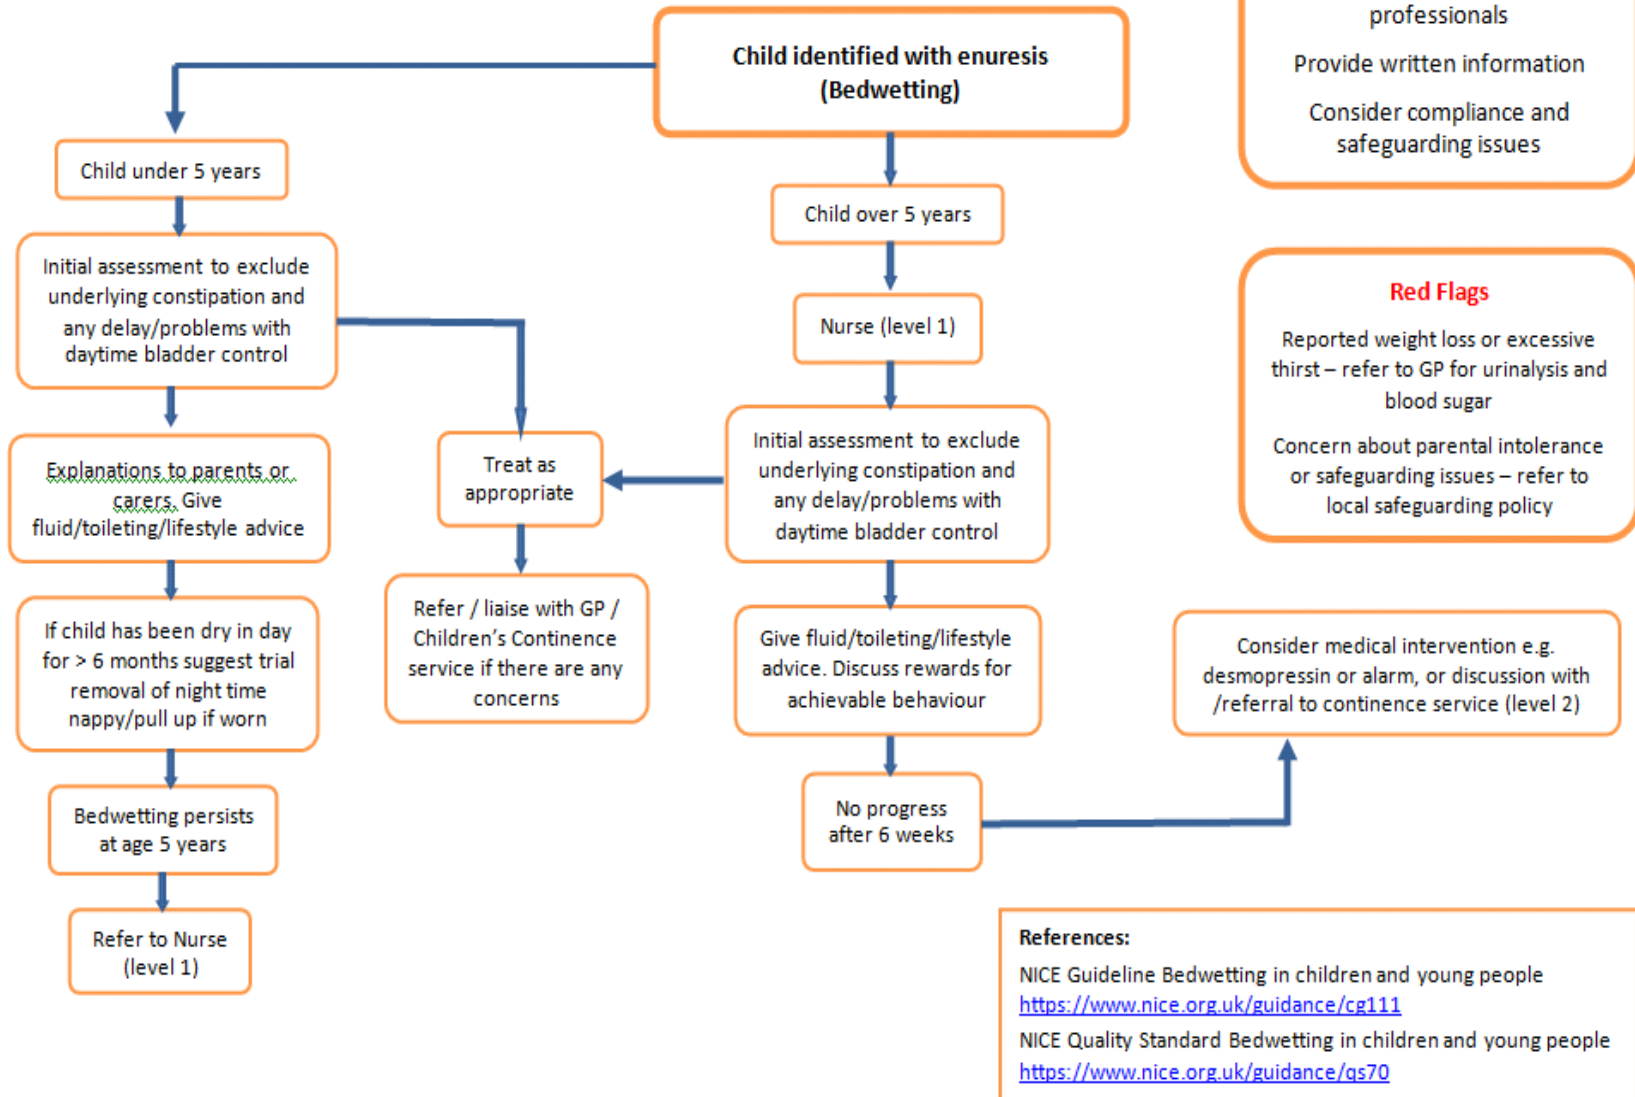 professionals
Provide written information
Consider compliance and
safeguarding issues
Child identified with enuresis
(Bedwetting)
Child under 5 years
Initial assessment to exclude
underlying constipation and
any delay/problems with
daytime bladder control
Explanations to parents or
carers. Give
fluid/toileting/lifestyle advice
If child has been dry in day
for > 6 months suggest trial
removal of night time
nappy/pull up if worn
Bedwetting persists
at age 5 years
Refer to Nurse
(level 1)
Treat as
appropriate
Refer / liaise with GP /
Children's Continence
service if there are any
concerns
Child over 5 years
Nurse (level 1)
Initial assessment to exclude
underlying constipation and
any delay/problems with
daytime bladder control
Give fluid/toileting/lifestyle
advice. Discuss rewards for
achievable behaviour
No progress
after 6 weeks
Red Flags
Reported weight loss or excessive
thirst – refer to GP for urinalysis and
blood sugar
Concern about parental intolerance
or safeguarding issues – refer to
local safeguarding policy
Consider medical intervention e.g.
desmopressin or alarm, or discussion with
/referral to continence service (level 2)
References:
NICE Guideline Bedwetting in children and young people
https://www.nice.org.uk/guidance/cg111
NICE Quality Standard Bedwetting in children and young people
https://www.nice.org.uk/guidance/qs70